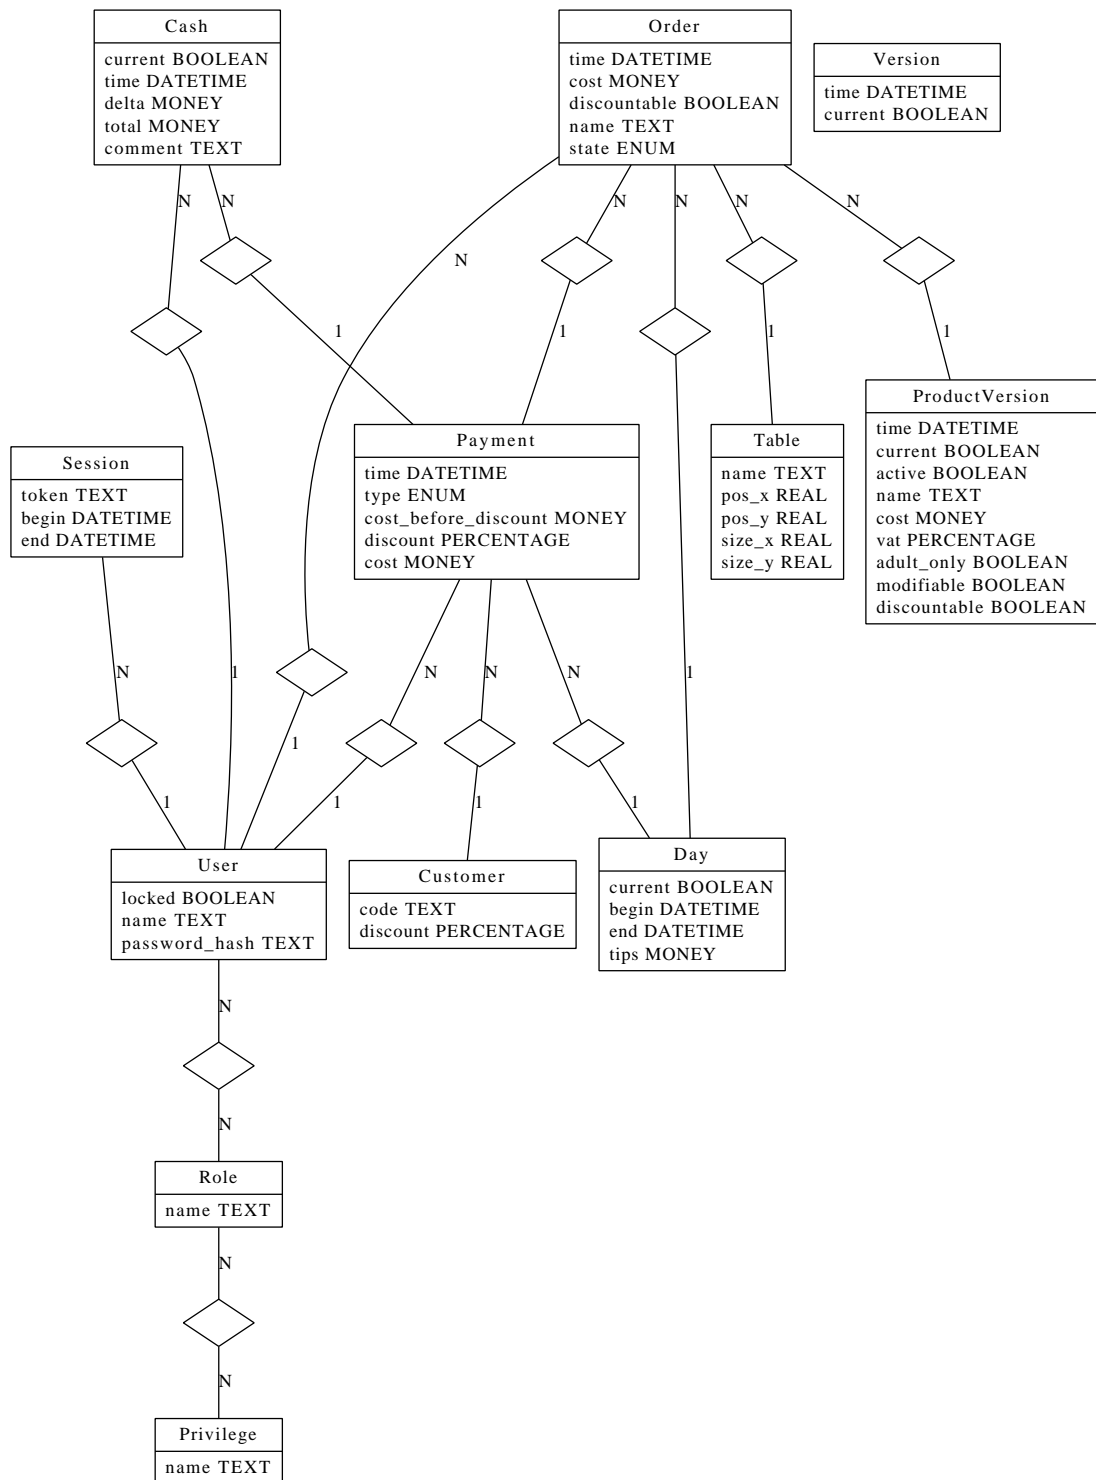 Cash
current BOOLEAN
time DATETIME
delta MONEY
total MONEY
comment TEXT
Order
time DATETIME
cost MONEY
discountable BOOLEAN
name TEXT
state ENUM
Version
time DATETIME
current BOOLEAN
N
N
N
N
N
N
N
1
1
1
1
Session
token TEXT
begin DATETIME
end DATETIME
Payment
time DATETIME
type ENUM
cost_before_discount MONEY
discount PERCENTAGE
cost MONEY
Table
name TEXT
pos_x REAL
pos_y REAL
size_x REAL
size_y REAL
ProductVersion
time DATETIME
current BOOLEAN
active BOOLEAN
name TEXT
cost MONEY
vat PERCENTAGE
adult_only BOOLEAN
modifiable BOOLEAN
discountable BOOLEAN
N
1
N
N
N
1
1
1
1
1
1
User
locked BOOLEAN
name TEXT
password_hash TEXT
Customer
code TEXT
discount PERCENTAGE
Day
current BOOLEAN
begin DATETIME
end DATETIME
tips MONEY
N
N
Role
name TEXT
N
N
Privilege
name TEXT